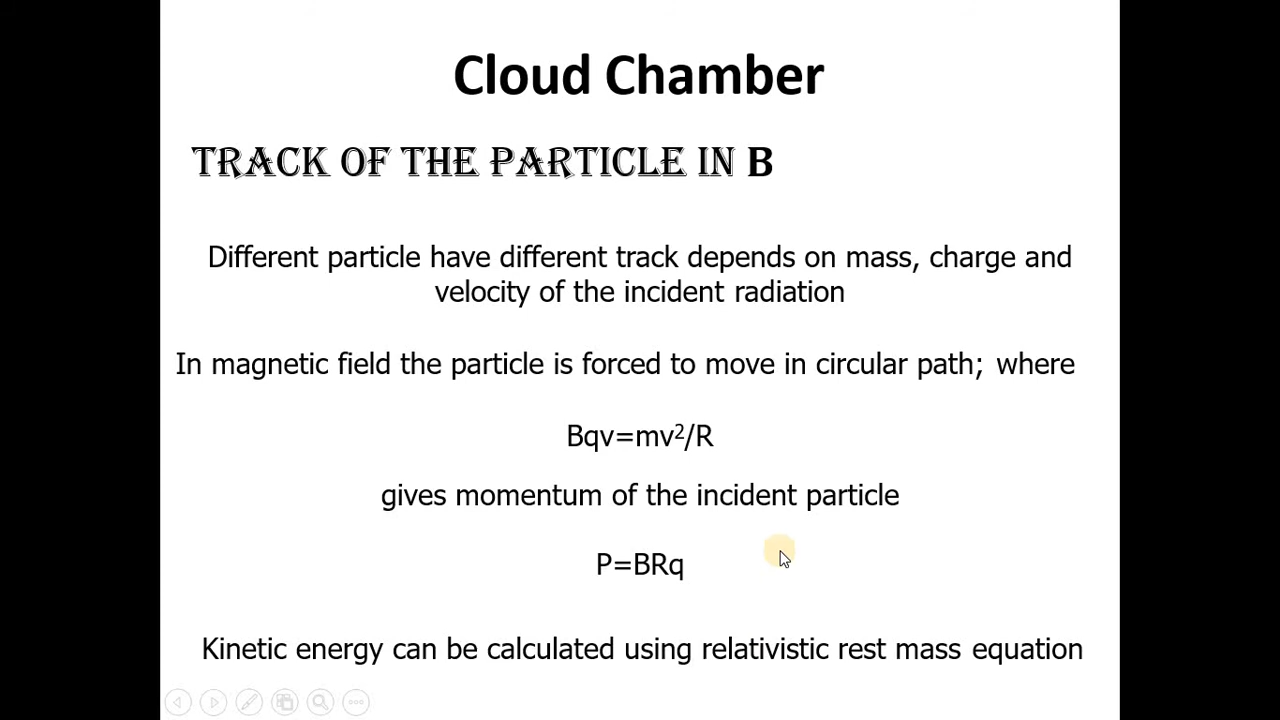 Cloud Chamber
TRACK OF THE PARTICLE IN B
Different particle have different track depends on mass, charge and
velocity of the incident radiation
In magnetic field the particle is forced to move in circular path; where
Bqv=mv²/R
gives momentum of the incident particle
P=BRq
Kinetic energy can be calculated using relativistic rest mass equation